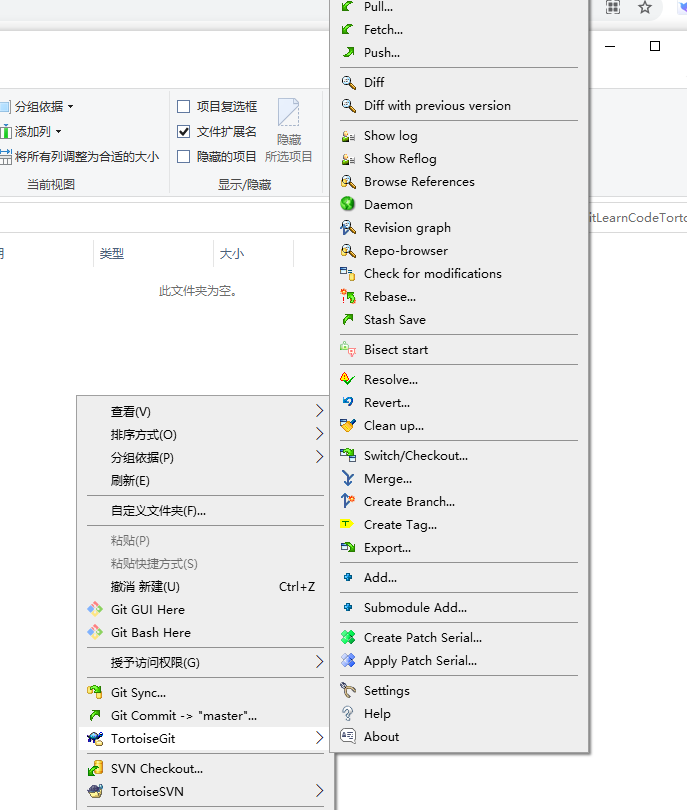 Pull...
Fetch...
Push...
Diff
Diff with previous version
Show log
Show Reflog
Browse References
Daemon
Revision graph
Repo-browser
Check for modifications
Rebase...
Stash Save
Bisect start
Resolve...
Revert...
Clean up...
Switch/Checkout...
Merge...
Create Branch...
Create Tag...
Export...
Add...
Submodule Add...
Create Patch Serial...
Apply Patch Serial...
Settings
Help
About
分组依据
添加列
将所有列调整为合适的大小
当前视图
项目复选框
文件扩展名
隐藏的项目
隐藏
所选项目
显示/隐藏
itLearnCodeTorto
类型
大小
此文件夹为空。
查看(V)
排序方式(O)
分组依据(P)
刷新(E)
自定义文件夹(F)...
粘贴(P)
粘贴快捷方式(S)
撤消 新建(U) Ctrl+Z
Git GUI Here
Git Bash Here
授予访问权限(G)
Git Sync...
Git Commit -> "master"...
TortoiseGit
SVN Checkout...
TortoiseSVN